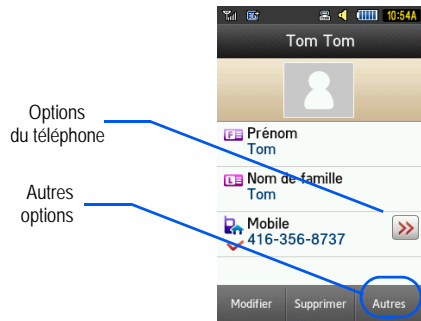 10:54A
Tom Tom
Options
du téléphone
Autres
options
Prénom
Tom
Nom de famille
Tom
Mobile
416-356-8737
Modifier Supprimer Autres